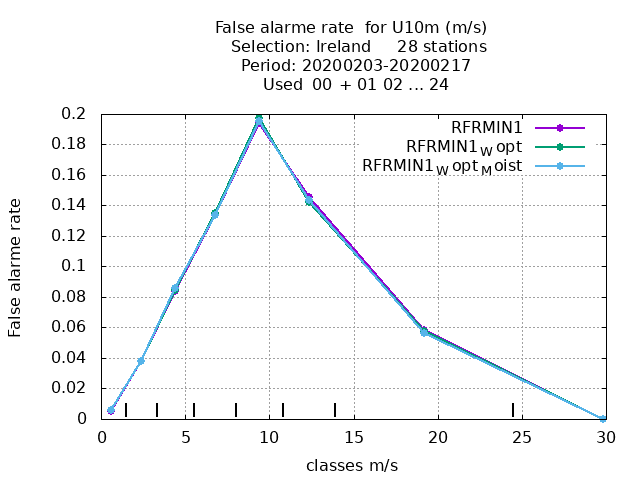 False alarme rate  for U10m (m/s)
Selection: Ireland     28 stations
Period: 20200203-20200217
Used  00 + 01 02 ... 24
RFRMIN1
RFRMIN1Wopt
RFRMIN1WoptMoist
0.2
0.18
0.16
0.14
0.12
0.1
0.08
0.06
0.04
0.02
0
False alarme rate
0 5 10 15 20 25 30
classes m/s